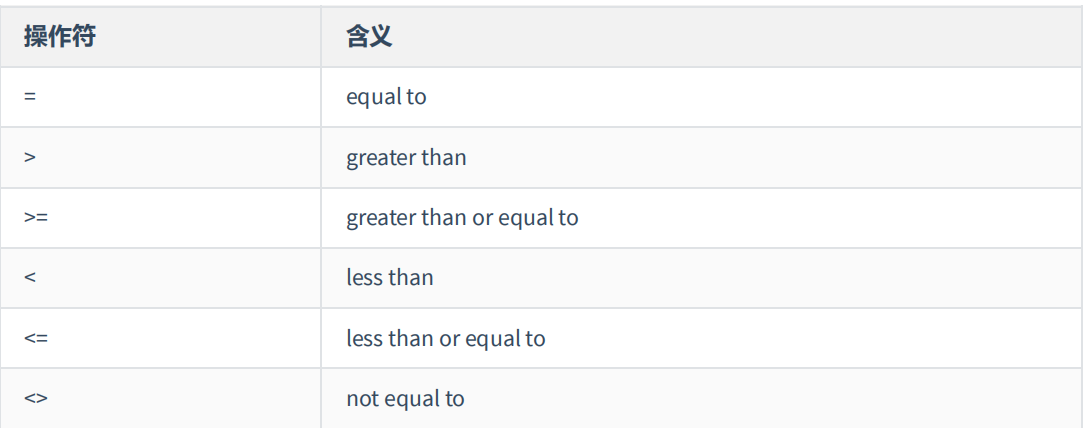 操作符 含义
= equal to
> greater than
>= greater than or equal to
< less than
<= less than or equal to
<> not equal to